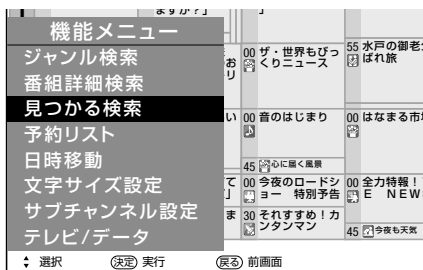 ますか？］
］
機能メニュー
ジャンル検索
番組詳細検索
見つかる検索
予約リスト
日時移動
文字サイズ設定
サブチャンネル設定
テレビ/データ
お
り
い
て
］
ま
00 ザ・世界もびっ
くりニュース
55 水戸の御老
ばれ旅
00 音のはじまり
00 はなまる市
45 心に届く風景
00 今夜のロードシ
ョー 特別予告
00 全力特報！
E NEW
30 それすすめ！カ
ンタンマン
45 今夜も天気
選択 決定 実行 戻る 前画面